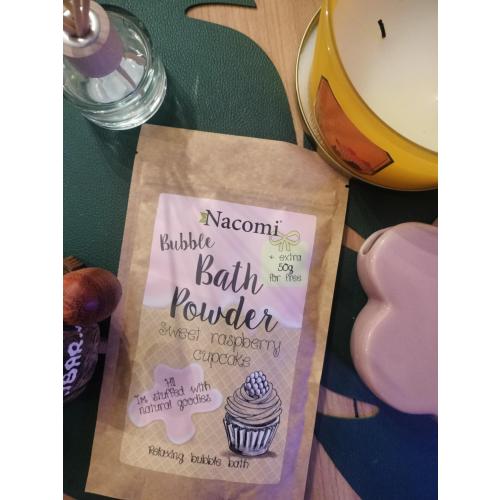 Nacomi
Bubble
Bath
Powder
+ extra
50g
for free
sweet raspberry
cupcake
Hi!
I'm stuffed with
natural goodies
Relaxing bubble bath